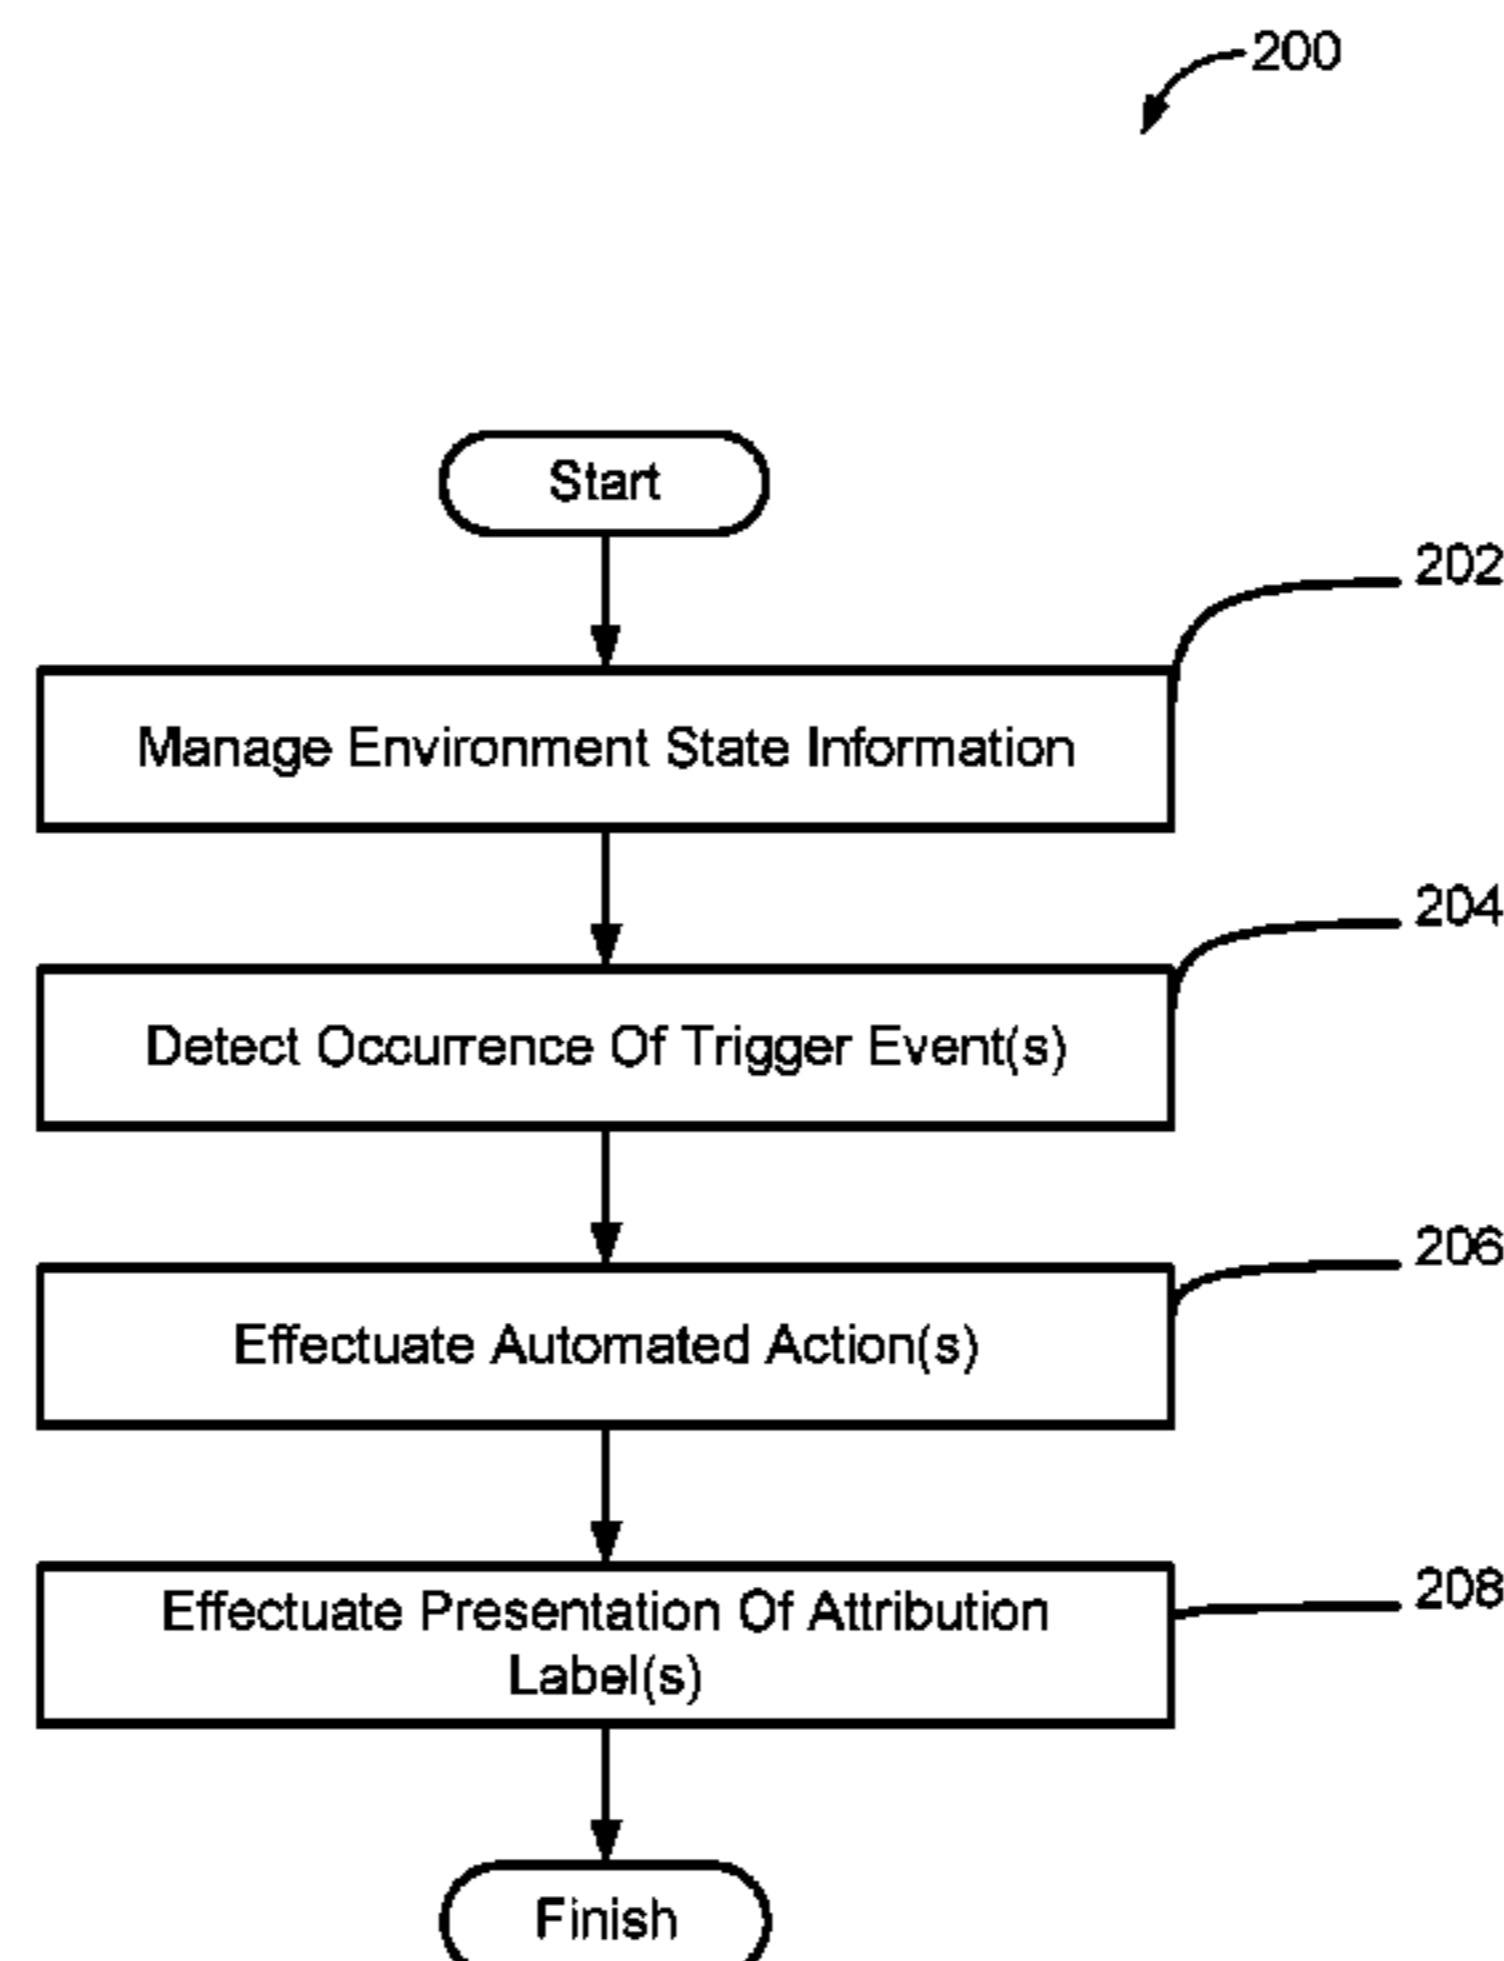 200
Start
202
Manage Environment State Information
204
Detect Occurrence Of Trigger Event(s)
206
Effectuate Automated Action(s)
208
Effectuate Presentation Of Attribution
Label(s)
Finish